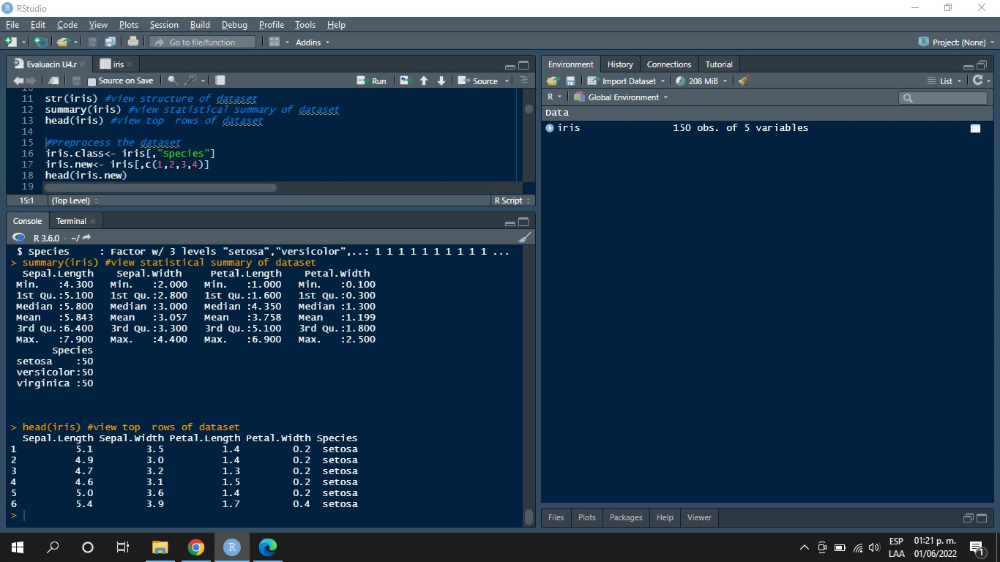 RStudio
File Edit Code View Plots Session Build Debug Profile Tools Help
Go to file/function Addins Project: (None)
Evaluacin U4.r iris
Source on Save Run Source
11 str(iris) #view structure of dataset
12 summary(iris) #view statistical summary of dataset
13 head(iris) #view top  rows of dataset
14
15 #Preprocess the dataset
16 iris.class<- iris[,"Species"]
17 iris.new<- iris[,c(1,2,3,4)]
18 head(iris.new)
19
15:1 (Top Level) R Script
Console Terminal
R 3.6.0 · ~/
$ Species     : Factor w/ 3 levels "setosa","versicolor",..: 1 1 1 1 1 1 1 1 1 1 ...
> summary(iris) #view statistical summary of dataset
Sepal.Length    Sepal.Width     Petal.Length    Petal.Width
Min.   :4.300   Min.   :2.000   Min.   :1.000   Min.   :0.100
1st Qu.:5.100   1st Qu.:2.800   1st Qu.:1.600   1st Qu.:0.300
Median :5.800   Median :3.000   Median :4.350   Median :1.300
Mean   :5.843   Mean   :3.057   Mean   :3.758   Mean   :1.199
3rd Qu.:6.400   3rd Qu.:3.300   3rd Qu.:5.100   3rd Qu.:1.800
Max.   :7.900   Max.   :4.400   Max.   :6.900   Max.   :2.500
Species
setosa    :50
versicolor:50
virginica :50
> head(iris) #view top  rows of dataset
Sepal.Length Sepal.Width Petal.Length Petal.Width Species
1          5.1         3.5          1.4         0.2  setosa
2          4.9         3.0          1.4         0.2  setosa
3          4.7         3.2          1.3         0.2  setosa
4          4.6         3.1          1.5         0.2  setosa
5          5.0         3.6          1.4         0.2  setosa
6          5.4         3.9          1.7         0.4  setosa
>
Environment History Connections Tutorial
Import Dataset 208 MiB List
R Global Environment
Data
iris 150 obs. of 5 variables
Files Plots Packages Help Viewer
R
ESP 01:21 p. m.
LAA 01/06/2022
1